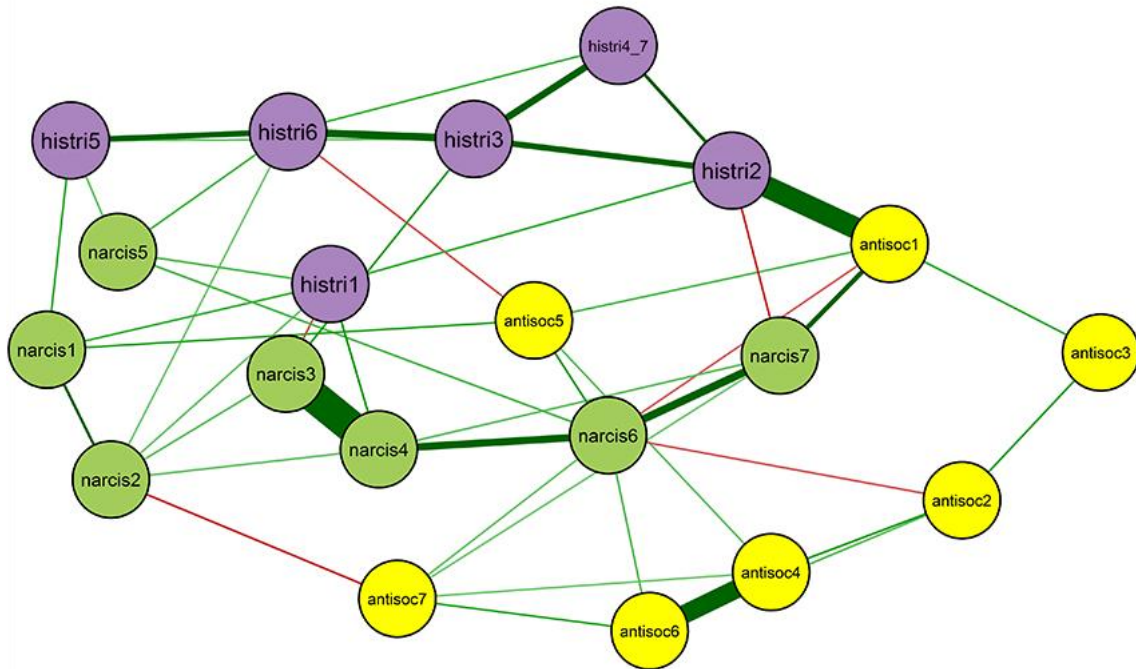 histri4_7
histri5
histri6
histri3
histri2
narcis5
antisoc1
histri1
antisoc5
narcis1
narcis3
narcis7
antisoc3
narcis4
narcis6
narcis2
antisoc2
antisoc7
antisoc4
antisoc6